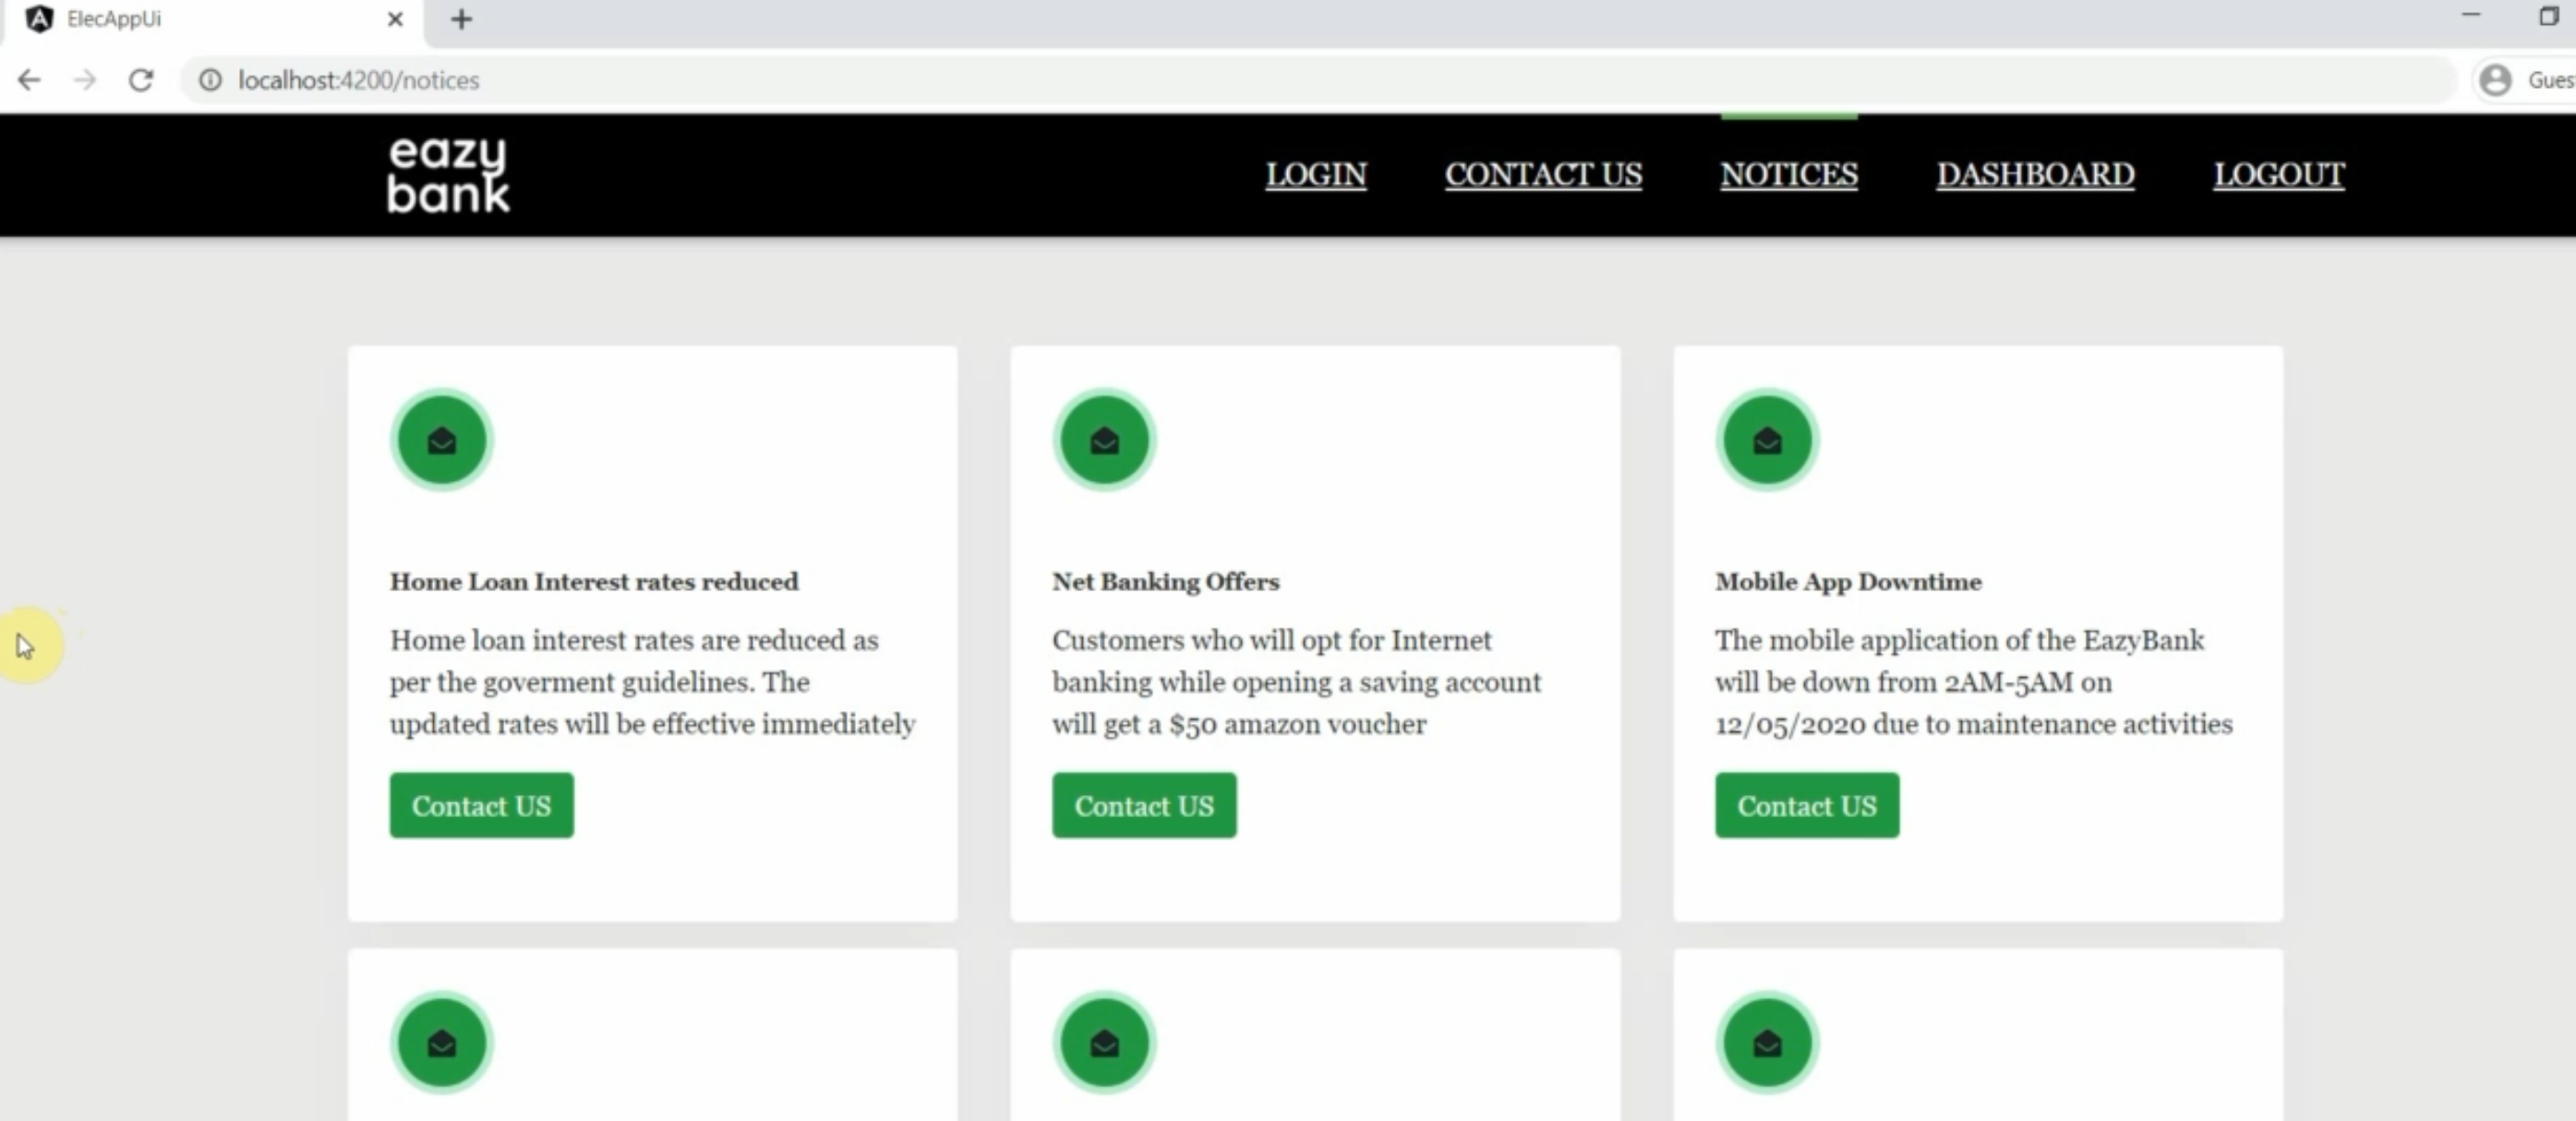 ElecAppUi
localhost:4200/notices
Gues
eazy
bank
LOGIN CONTACT US NOTICES DASHBOARD LOGOUT
Home Loan Interest rates reduced
Home loan interest rates are reduced as
per the goverment guidelines. The
updated rates will be effective immediately
Contact US
Net Banking Offers
Customers who will opt for Internet
banking while opening a saving account
will get a $50 amazon voucher
Contact US
Mobile App Downtime
The mobile application of the EazyBank
will be down from 2AM-5AM on
12/05/2020 due to maintenance activities
Contact US